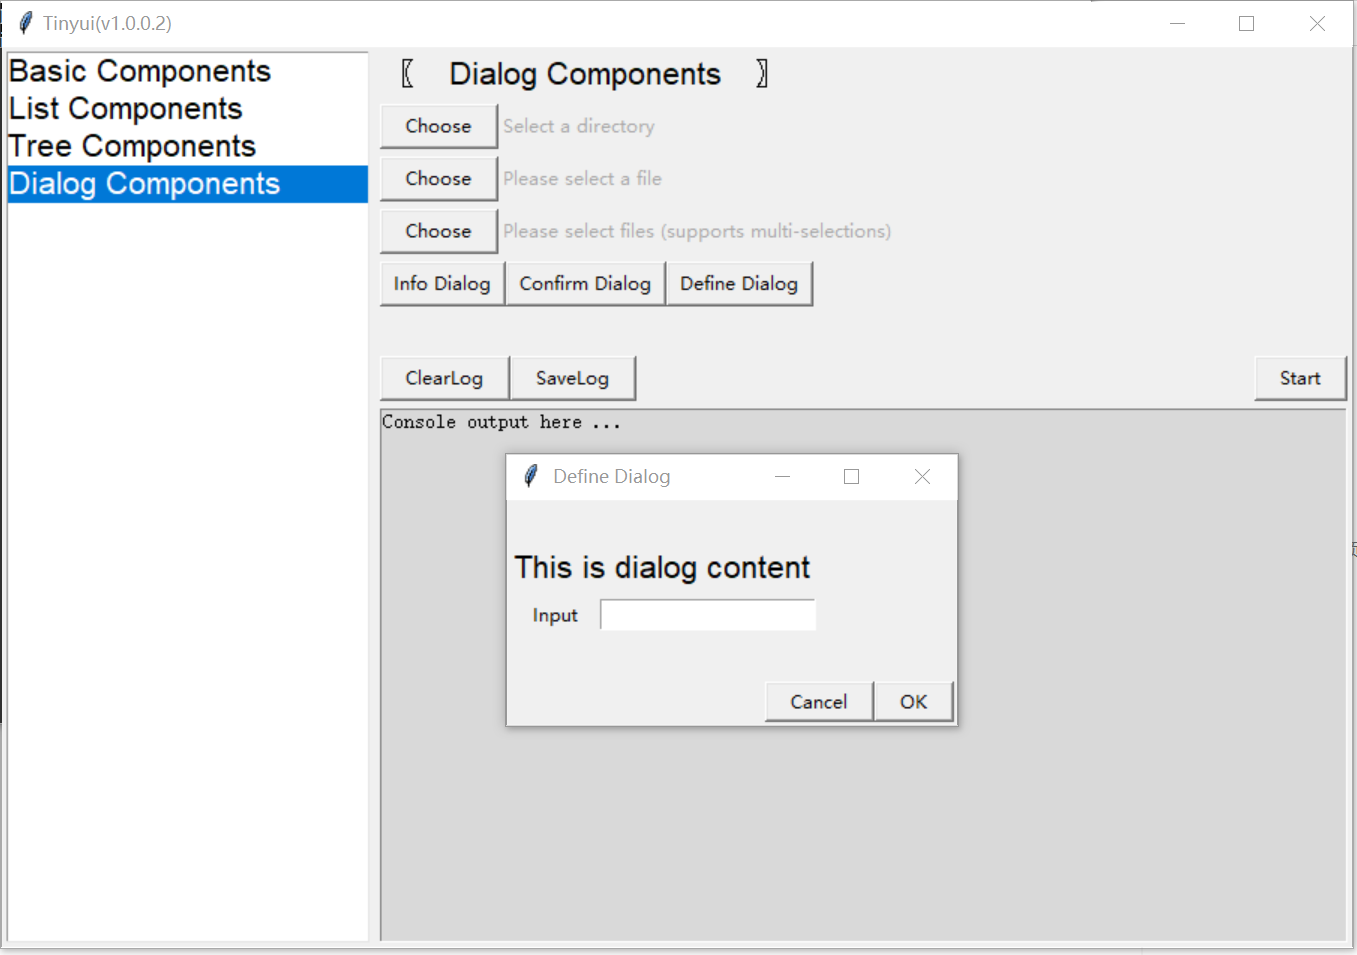 Tinyui(v1.0.0.2)
Basic Components
List Components
Tree Components
Dialog Components
〖 Dialog Components 〗
Choose Select a directory
Choose Please select a file
Choose Please select files (supports multi-selections)
Info Dialog Confirm Dialog Define Dialog
ClearLog SaveLog Start
Console output here ...
Define Dialog
This is dialog content
Input
Cancel OK